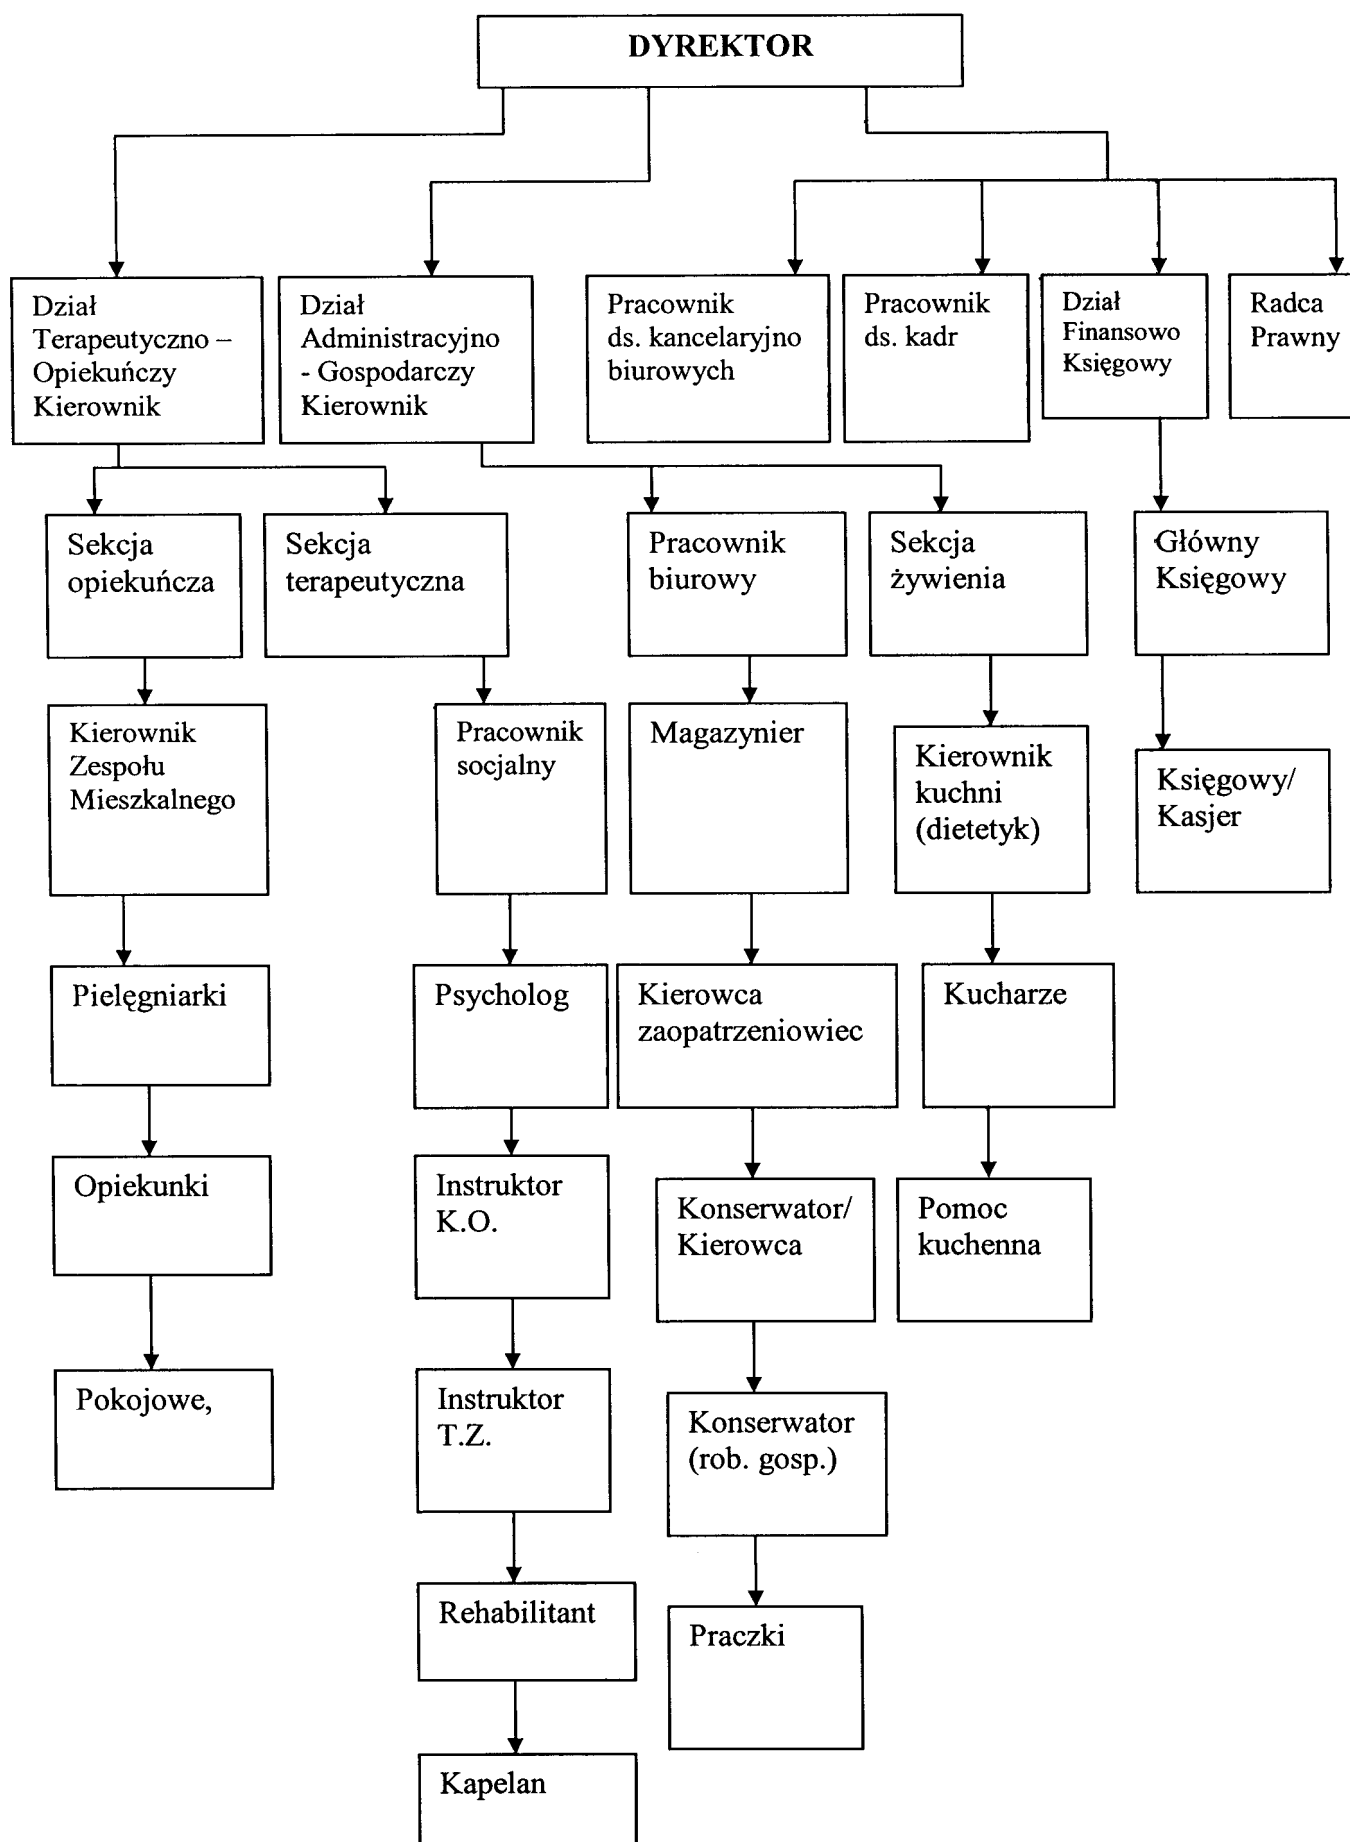 DYREKTOR
Dział
Terapeutyczno –
Opiekuńczy
Kierownik
Dział
Administracyjno
- Gospodarczy
Kierownik
Pracownik
ds. kancelaryjno
biurowych
Pracownik
ds. kadr
Dział
Finansowo
Księgowy
Radca
Prawny
Sekcja
opiekuńcza
Sekcja
terapeutyczna
Pracownik
biurowy
Sekcja
żywienia
Główny
Księgowy
Kierownik
Zespołu
Mieszkalnego
Pracownik
socjalny
Magazynier
Kierownik
kuchni
(dietetyk)
Księgowy/
Kasjer
Pielęgniarki
Psycholog
Kierowca
zaopatrzeniowiec
Kucharze
Opiekunki
Instruktor
K.O.
Konserwator/
Kierowca
Pomoc
kuchenna
Pokojowe,
Instruktor
T.Z.
Konserwator
(rob. gosp.)
Rehabilitant
Praczki
Kapelan